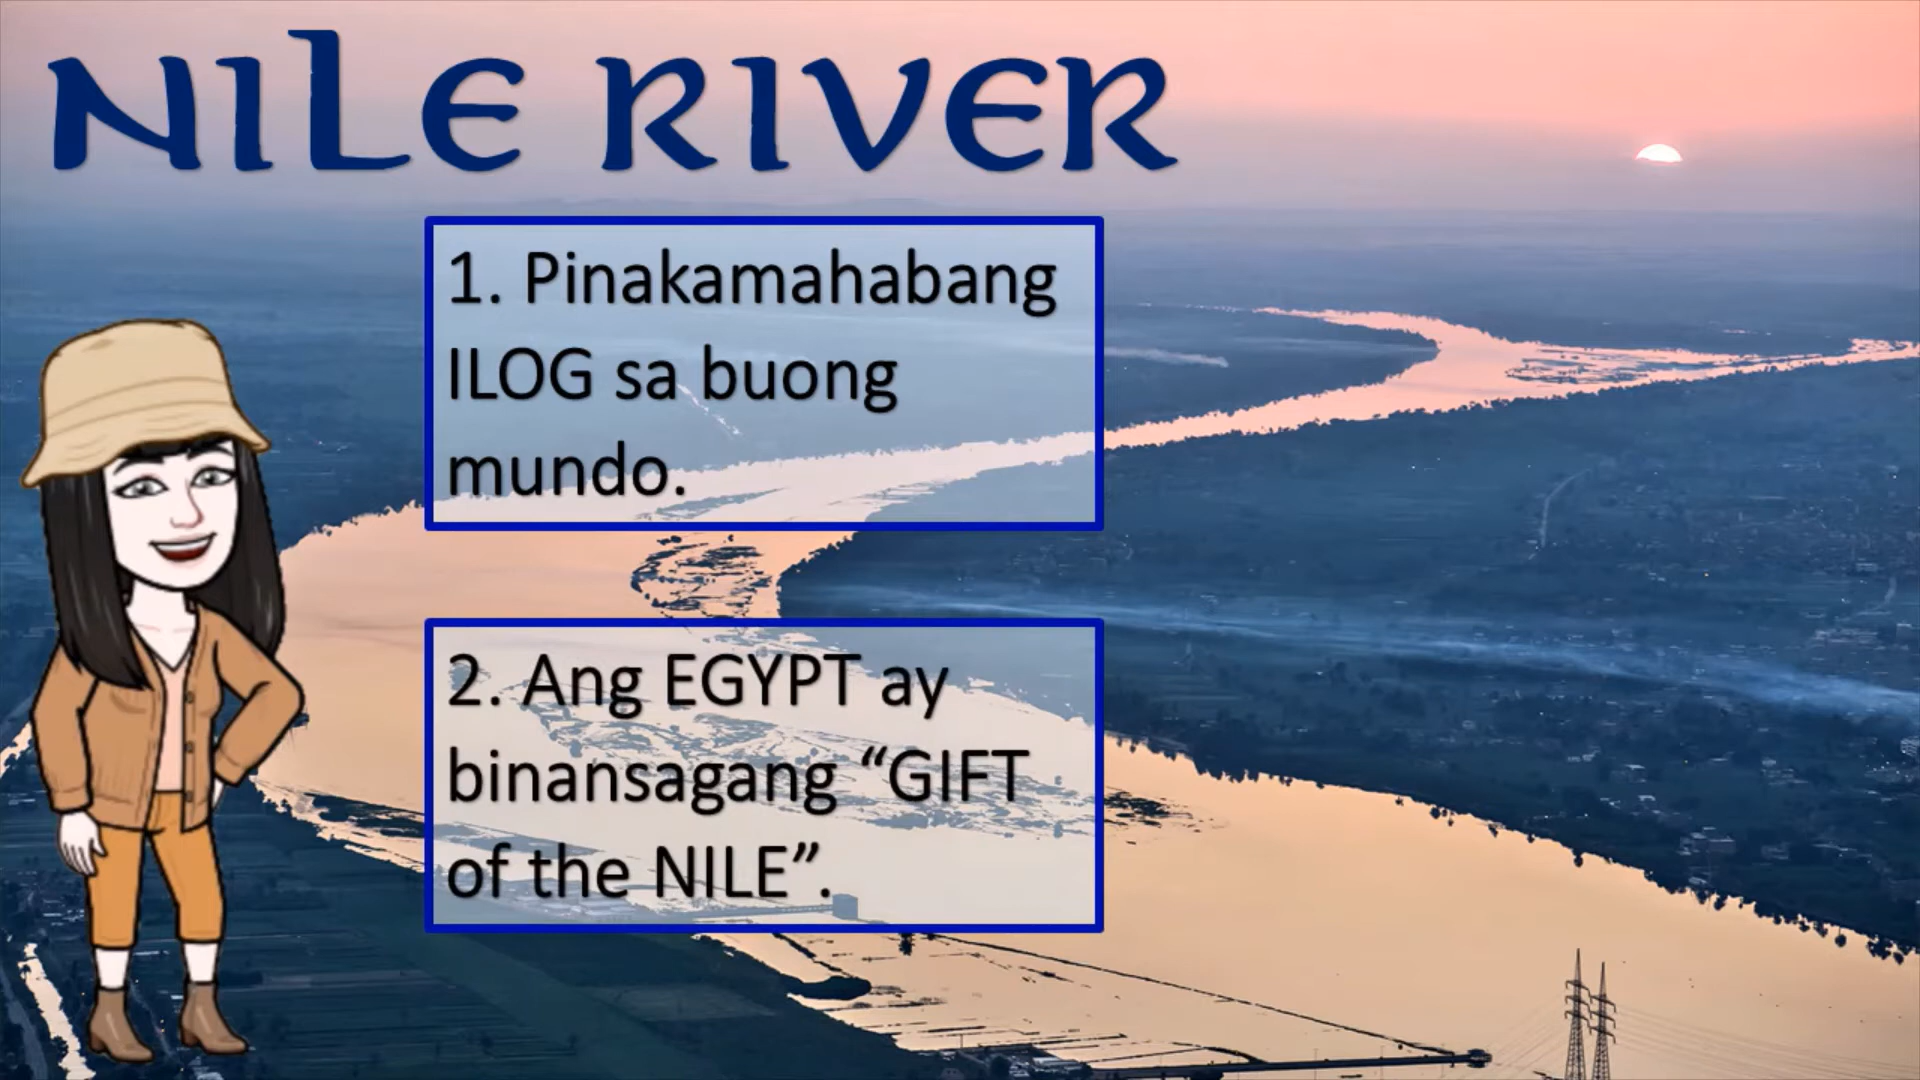 NILE RIVER
1. Pinakamahabang
ILOG sa buong
mundo.
2. Ang EGYPT ay
binansagang “GIFT
of the NILE”.